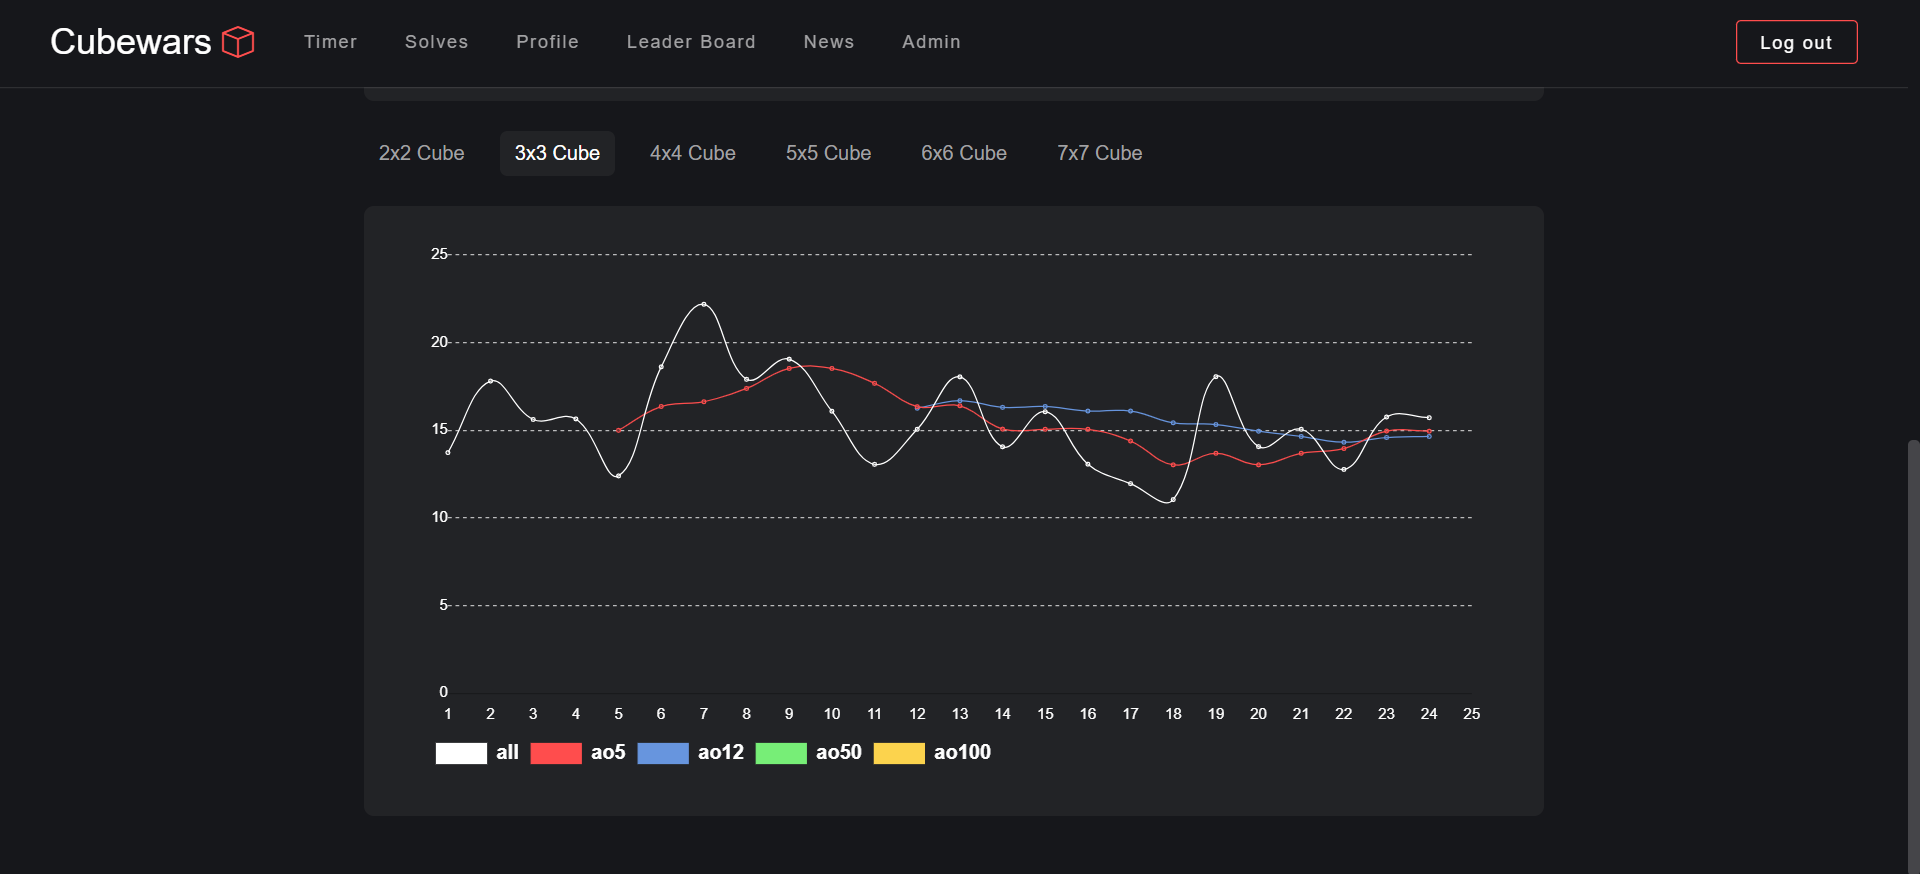 Cubewars Timer Solves Profile Leader Board News Admin Log out
2x2 Cube 3x3 Cube 4x4 Cube 5x5 Cube 6x6 Cube 7x7 Cube
25
20
15
10
5
0
1 2 3 4 5 6 7 8 9 10 11 12 13 14 15 16 17 18 19 20 21 22 23 24 25
all ao5 ao12 ao50 ao100